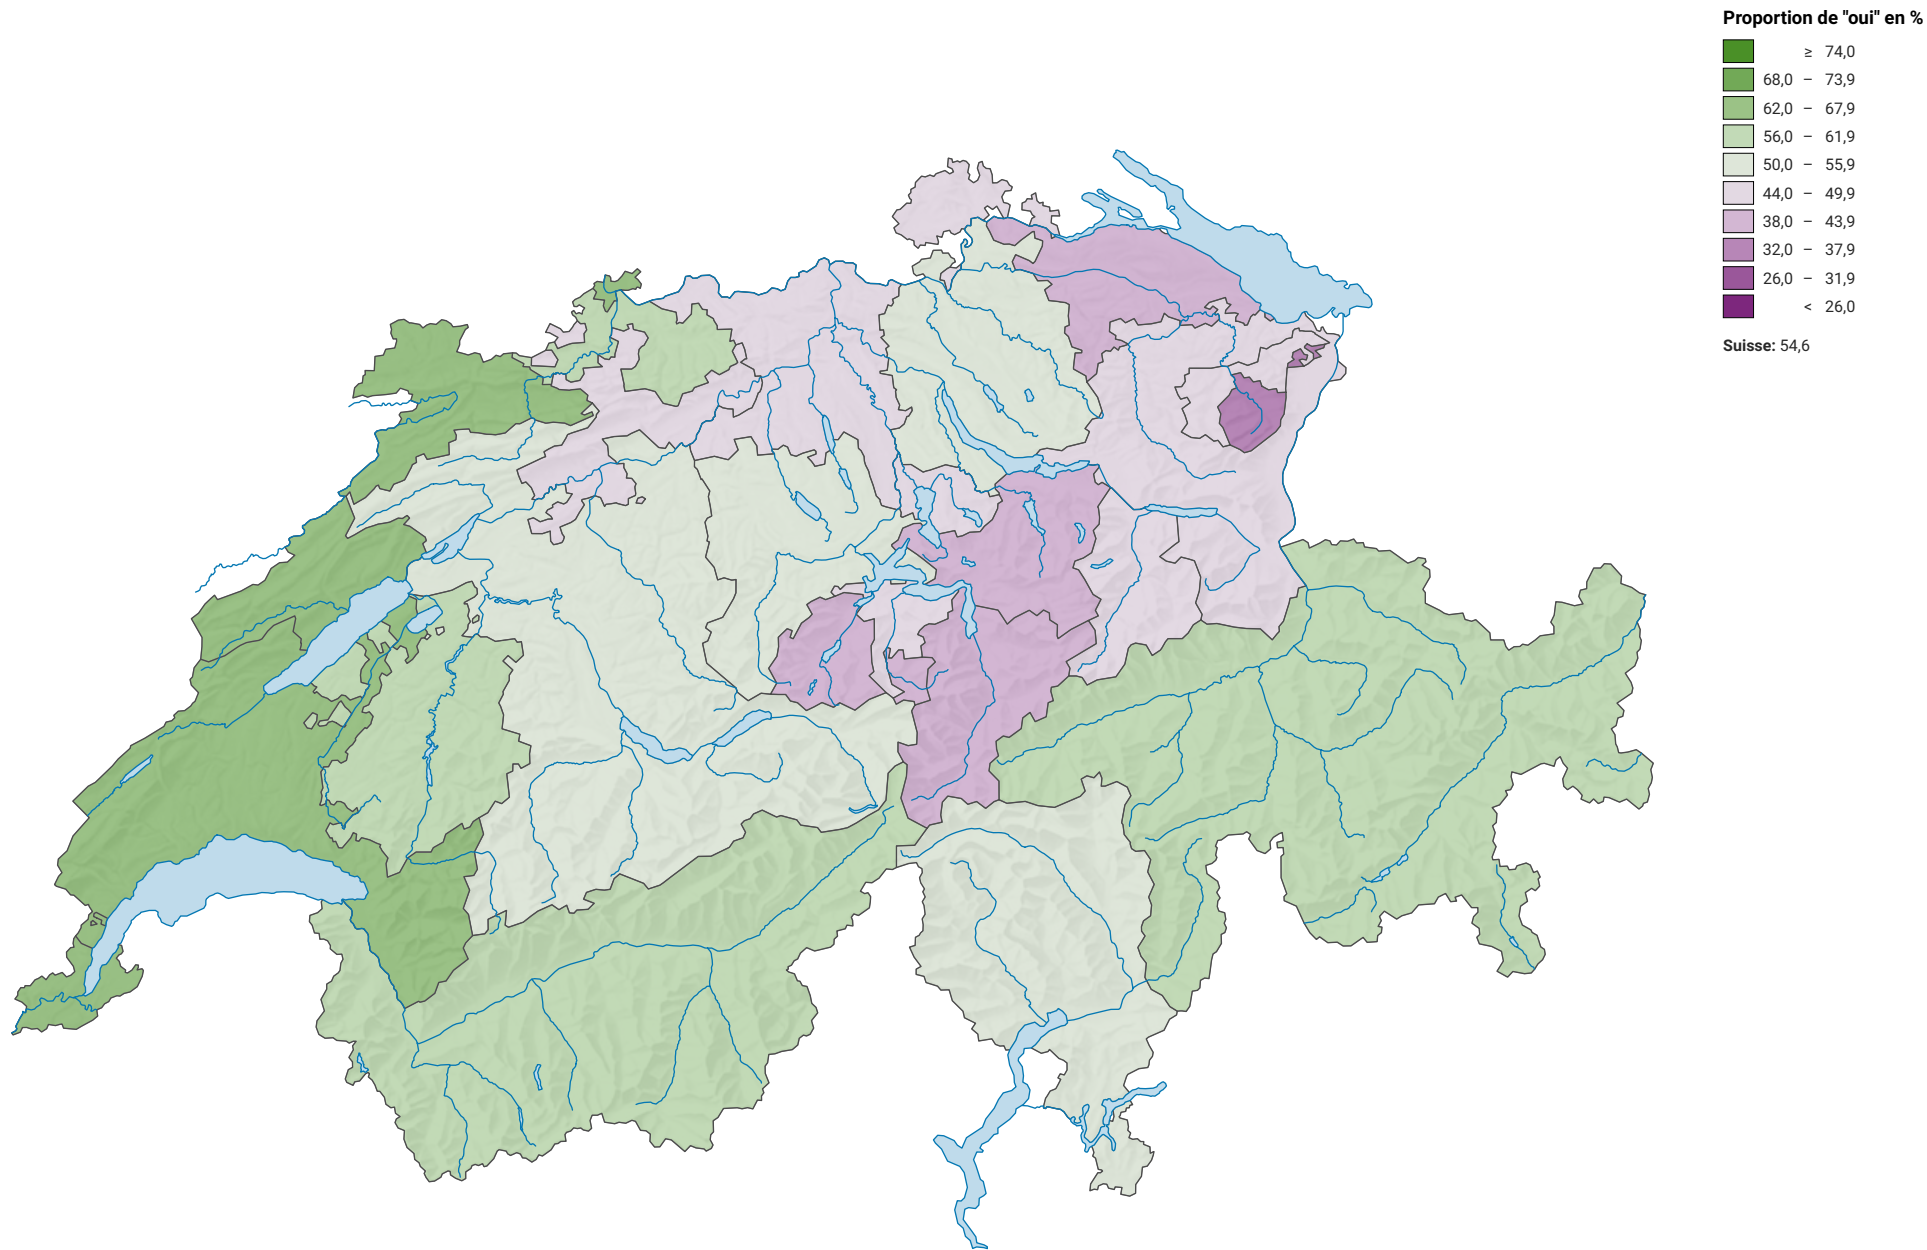 Proportion de "oui" en %
≥ 74,0
68,0 – 73,9
62,0 – 67,9
56,0 – 61,9
50,0 – 55,9
44,0 – 49,9
38,0 – 43,9
32,0 – 37,9
26,0 – 31,9
< 26,0
Suisse: 54,6